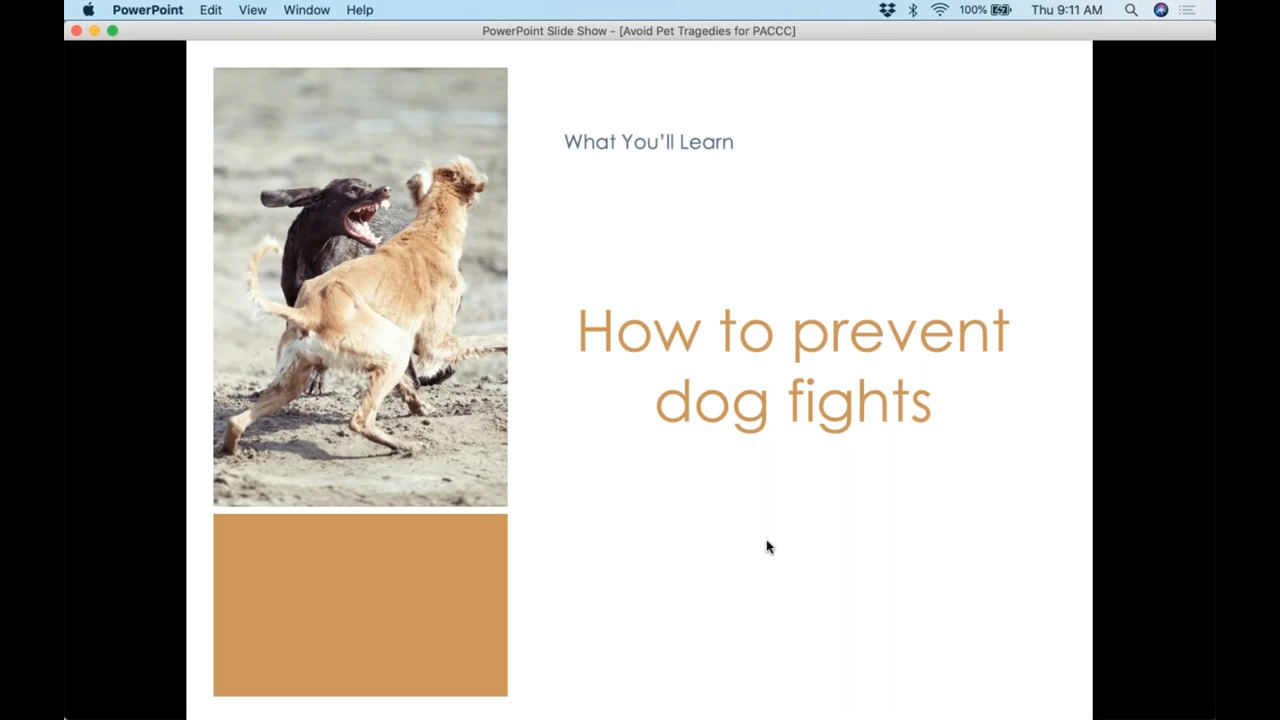 PowerPoint Edit View Window Help 100% Thu 9:11 AM
PowerPoint Slide Show - [Avoid Pet Tragedies for PACCC]
What You’ll Learn
How to prevent
dog fights